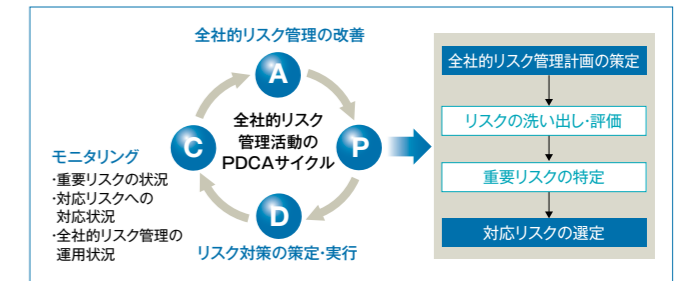 全社的リスク管理の改善
A
全社的リスク
管理活動の
PDCAサイクル
C
P
D
モニタリング
・重要リスクの状況
・対応リスクへの
対応状況
・全社的リスク管理の
運用状況
リスク対策の策定・実行
全社的リスク管理計画の策定
リスクの洗い出し・評価
重要リスクの特定
対応リスクの選定